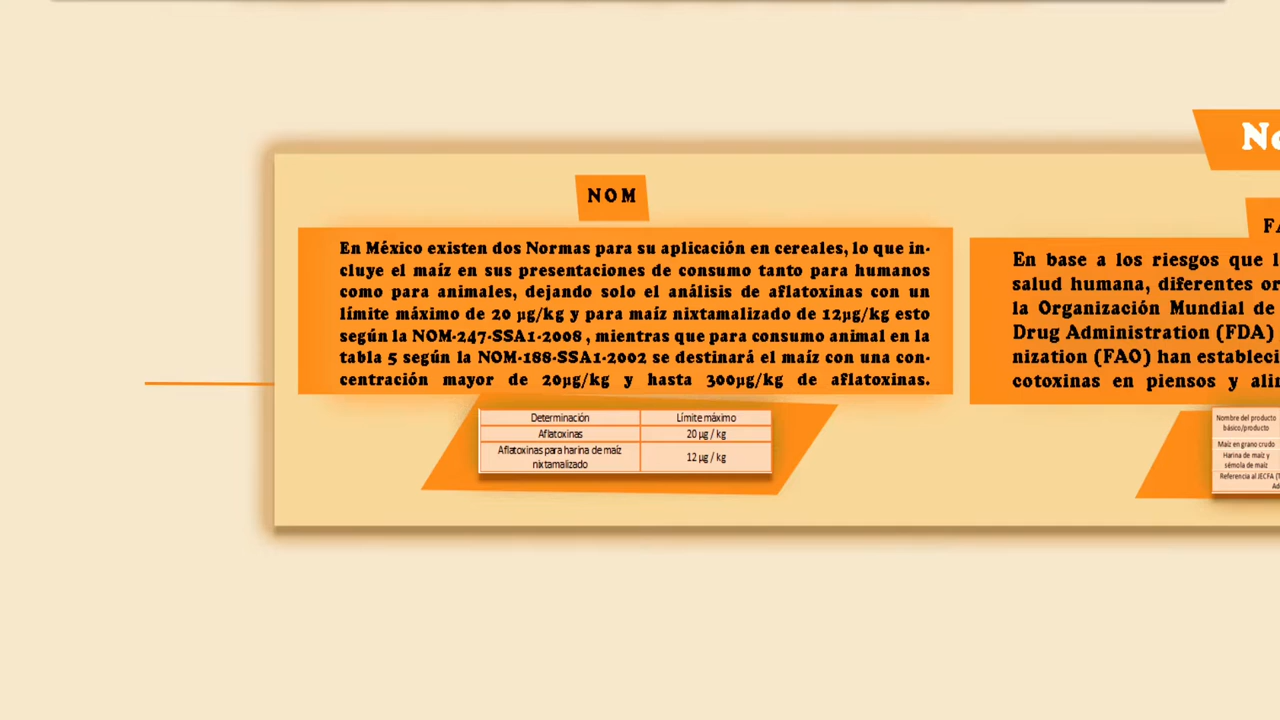 No
NOM
En México existen dos Normas para su aplicación en cereales, lo que in-
cluye el maíz en sus presentaciones de consumo tanto para humanos
como para animales, dejando solo el análisis de aflatoxinas con un
límite máximo de 20 µg/kg y para maíz nixtamalizado de 12µg/kg esto
según la NOM-247-SSA1-2008 , mientras que para consumo animal en la
tabla 5 según la NOM-188-SSA1-2002 se destinará el maíz con una con-
centración mayor de 20µg/kg y hasta 300µg/kg de aflatoxinas.
Determinación Límite máximo
Aflatoxinas 20 µg / kg
Aflatoxinas para harina de maíz
nixtamalizado 12 µg / kg
FA
En base a los riesgos que l
salud humana, diferentes or
la Organización Mundial de
Drug Administration (FDA)
nization (FAO) han estableci
cotoxinas en piensos y alin
Nombre del producto
básico/producto
Maíz en grano crudo
Harina de maíz y
sémola de maíz
Referencia al JECFA (T
Ad